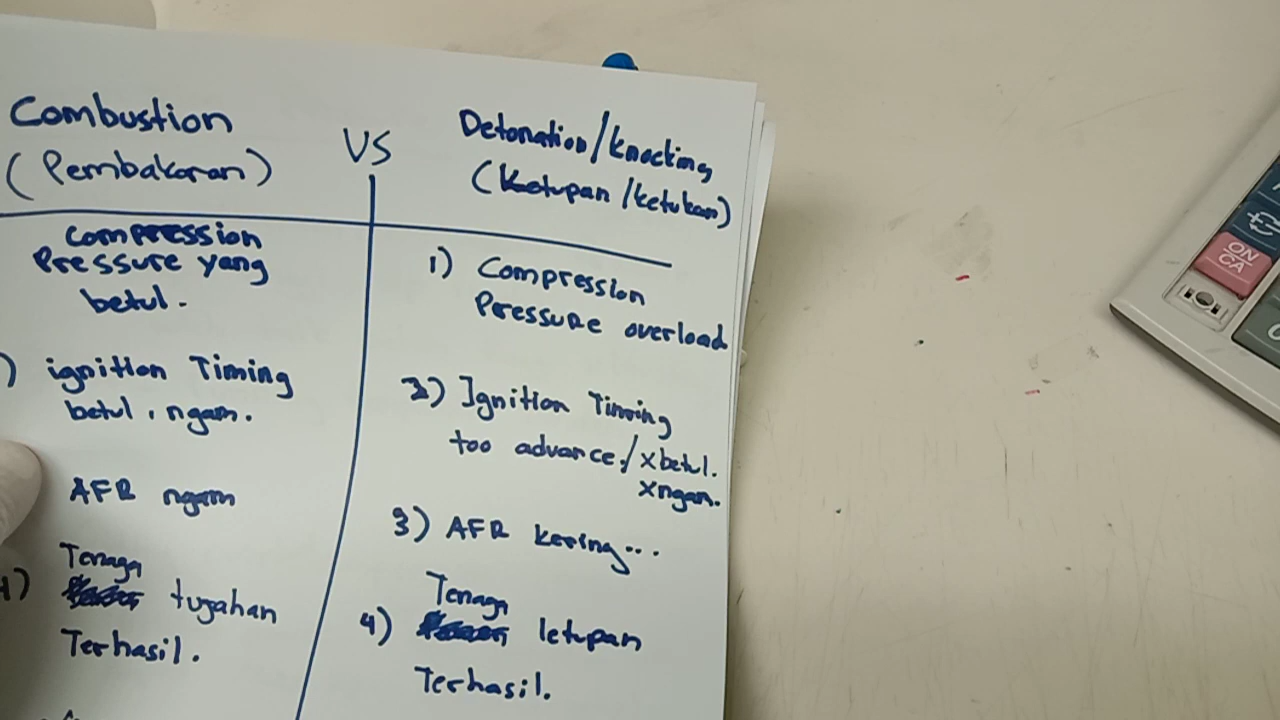 Combustion
(Pembakaran)
VS
Detonation/knocking
(Ketupan/ketukan)
Compression
Pressure yang
betul.
) ignition Timing
betul, ngam.
AFR ngam
Tenaga
4) tujahan
Terhasil.
1) Compression
Pressure overload
2) Ignition Timing
too advance./xbetul.
xngam.
3) AFR kering...
Tenaga
4) letupan
Terhasil.
ON
CA